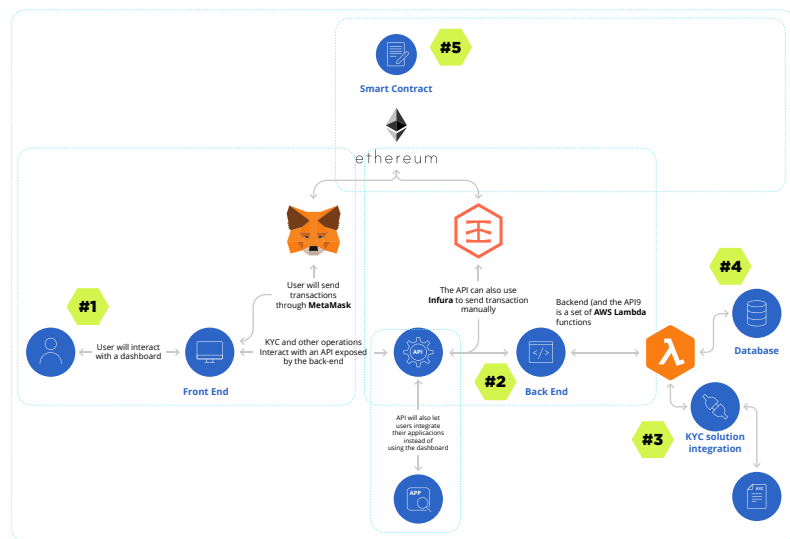 #5
Smart Contract
ethereum
User will send
transactions
through MetaMask
The API can also use
Infura to send transaction
manually
Backend (and the API9
is a set of AWS Lambda
functions
#4
Database
#1
User will interact
with a dashboard
Front End
KYC and other operations
Interact with an API exposed
by the back-end
API
#2
</>
Back End
λ
#3
KYC solution
integration
API will also let
users integrate
their applicacions
instead of
using the dashboard
APP
KYC